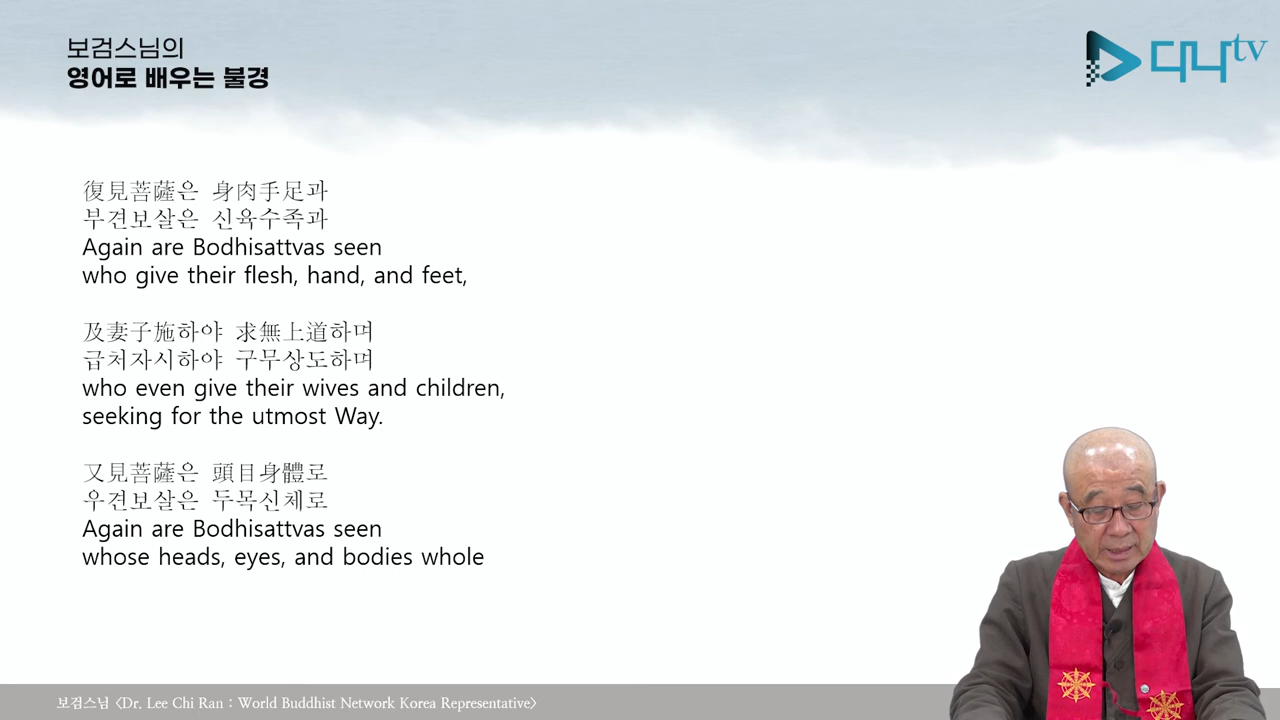 보검스님의
영어로 배우는 불경
다나tv
復見菩薩은 身肉手足과
부견보살은 신육수족과
Again are Bodhisattvas seen
who give their flesh, hand, and feet,
及妻子施하야 求無上道하며
급처자시하야 구무상도하며
who even give their wives and children,
seeking for the utmost Way.
又見菩薩은 頭目身體로
우견보살은 두목신체로
Again are Bodhisattvas seen
whose heads, eyes, and bodies whole
보검스님 <Dr. Lee Chi Ran : World Buddhist Network Korea Representative>